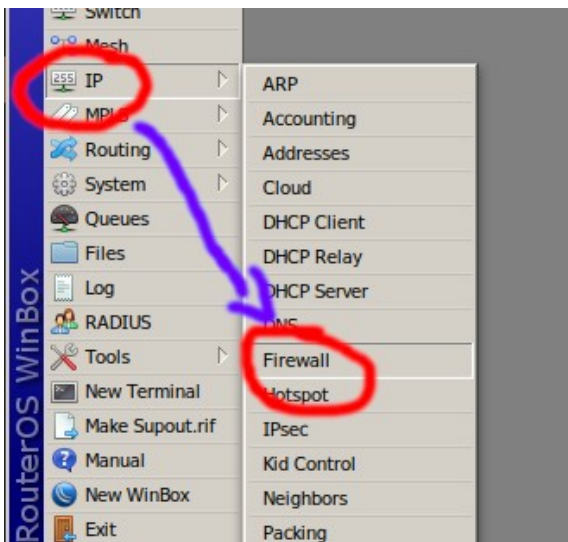 Switch
Mesh
255 IP
MPLS
Routing
System
Queues
Files
Log
RADIUS
Tools
New Terminal
Make Supout.rif
Manual
New WinBox
Exit
RouterOS WinBox
ARP
Accounting
Addresses
Cloud
DHCP Client
DHCP Relay
DHCP Server
DNS
Firewall
Hotspot
IPsec
Kid Control
Neighbors
Packing